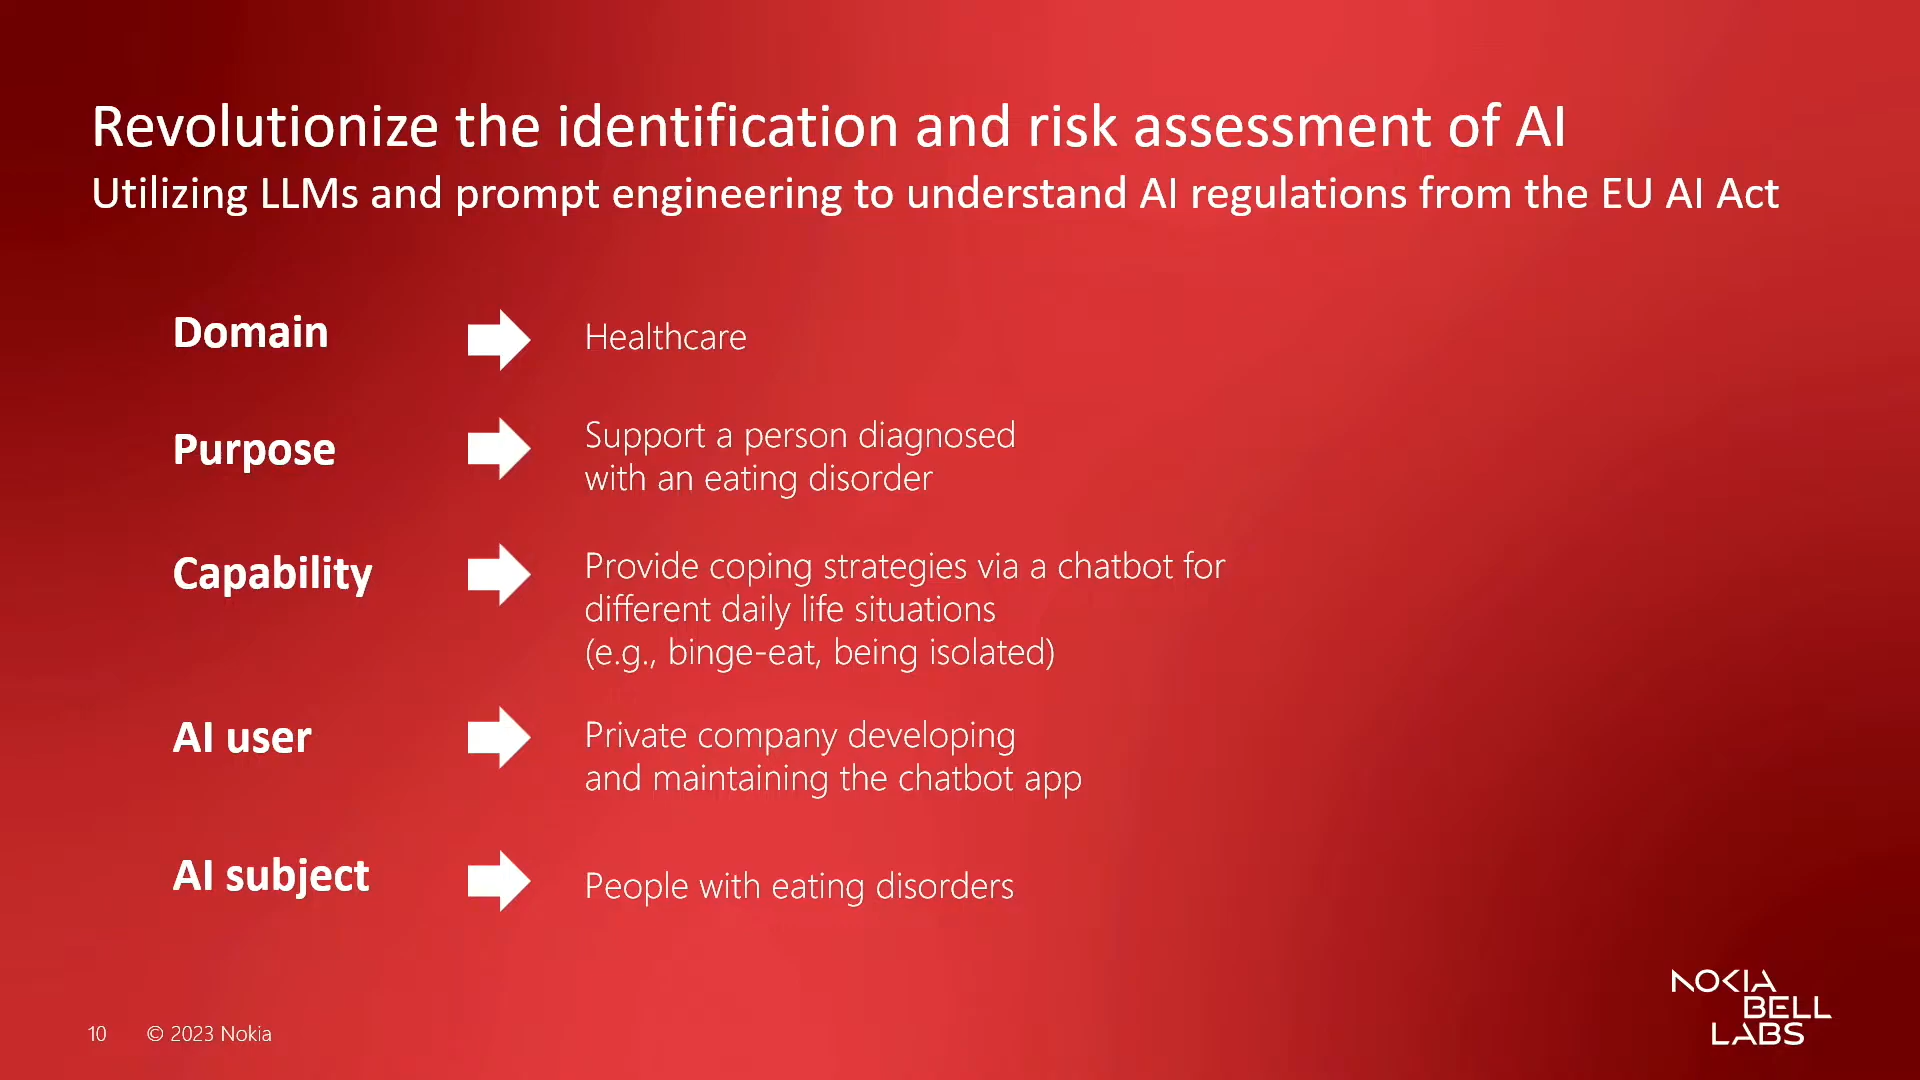 Revolutionize the identification and risk assessment of AI
Utilizing LLMs and prompt engineering to understand AI regulations from the EU AI Act
Domain
Healthcare
Purpose
Support a person diagnosed
with an eating disorder
Capability
Provide coping strategies via a chatbot for
different daily life situations
(e.g., binge-eat, being isolated)
AI user
Private company developing
and maintaining the chatbot app
AI subject
People with eating disorders
10 © 2023 Nokia
NOKIA
BELL
LABS